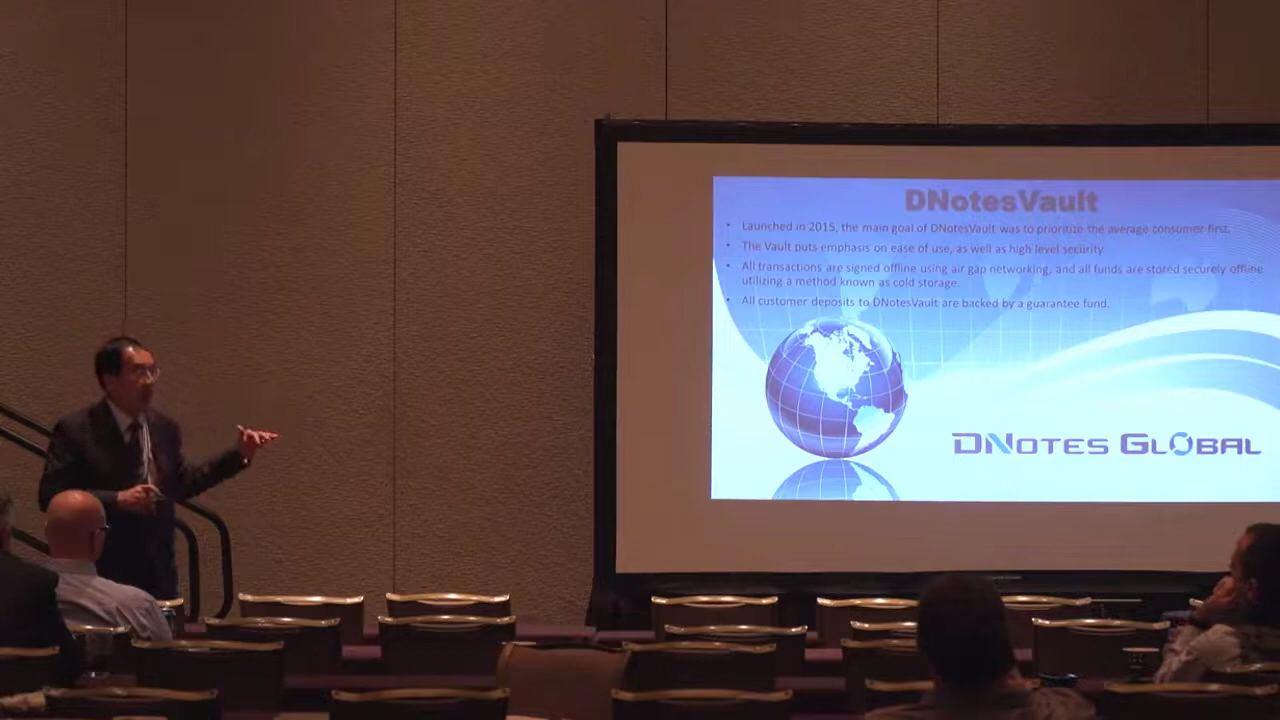 DNotesVault
• Launched in 2015, the main goal of DNotesVault was to prioritize the average consumer first.
• The Vault puts emphasis on ease of use, as well as high level security
• All transactions are signed offline using air gap networking, and all funds are stored securely offline
utilizing a method known as cold storage.
• All customer deposits to DNotesVault are backed by a guarantee fund.
DNOTES GLOBAL